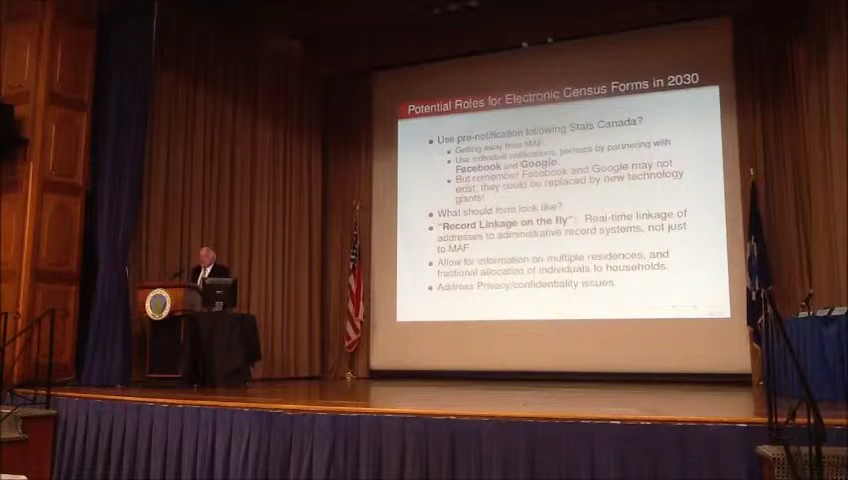 Potential Roles for Electronic Census Forms in 2030
Use pre-notification following Stats Canada?
Getting away from MAF.
Use individual notifications, perhaps by partnering with
Facebook and Google.
But remember Facebook and Google may not
exist; they could be replaced by new technology
giants!
What should form look like?
"Record Linkage on the fly": Real-time linkage of
addresses to administrative record systems, not just
to MAF.
Allow for information on multiple residences, and
fractional allocation of individuals to households.
Address Privacy/confidentiality issues.